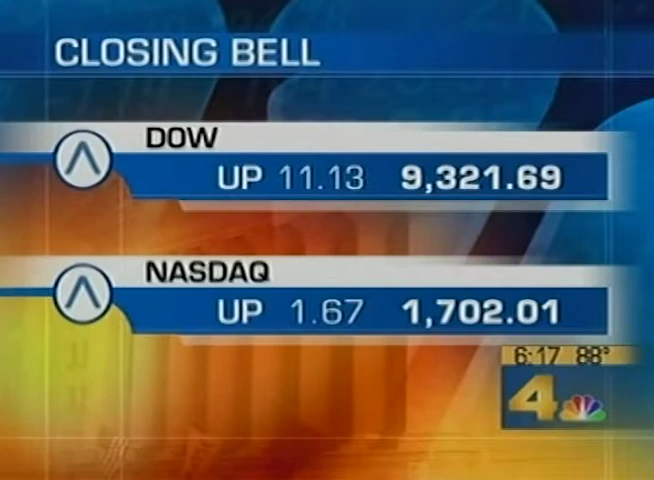 CLOSING BELL
DOW
UP 11.13 9,321.69
NASDAQ
UP 1.67 1,702.01
6:17 88°
4